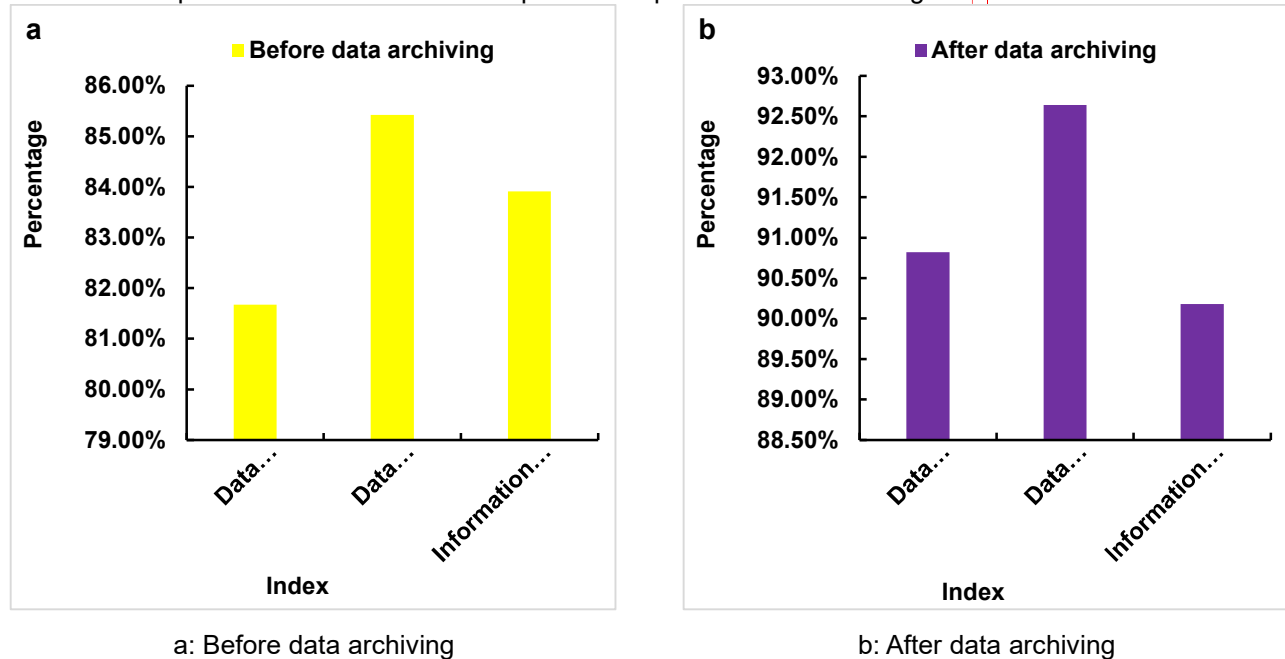 a
Before data archiving
86.00%
85.00%
84.00%
83.00%
82.00%
81.00%
80.00%
79.00%
Percentage
Data...
Data...
Information...
Index
a: Before data archiving
b
After data archiving
93.00%
92.50%
92.00%
91.50%
91.00%
90.50%
90.00%
89.50%
89.00%
88.50%
Percentage
Data...
Data...
Information...
Index
b: After data archiving